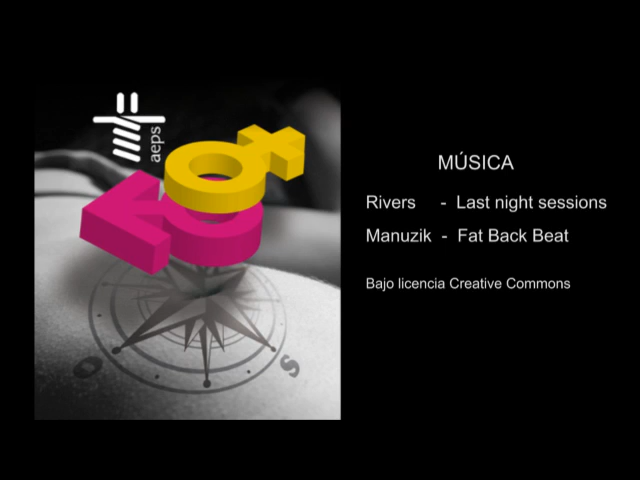 aeps
O
S
MÚSICA
Rivers - Last night sessions
Manuzik - Fat Back Beat
Bajo licencia Creative Commons